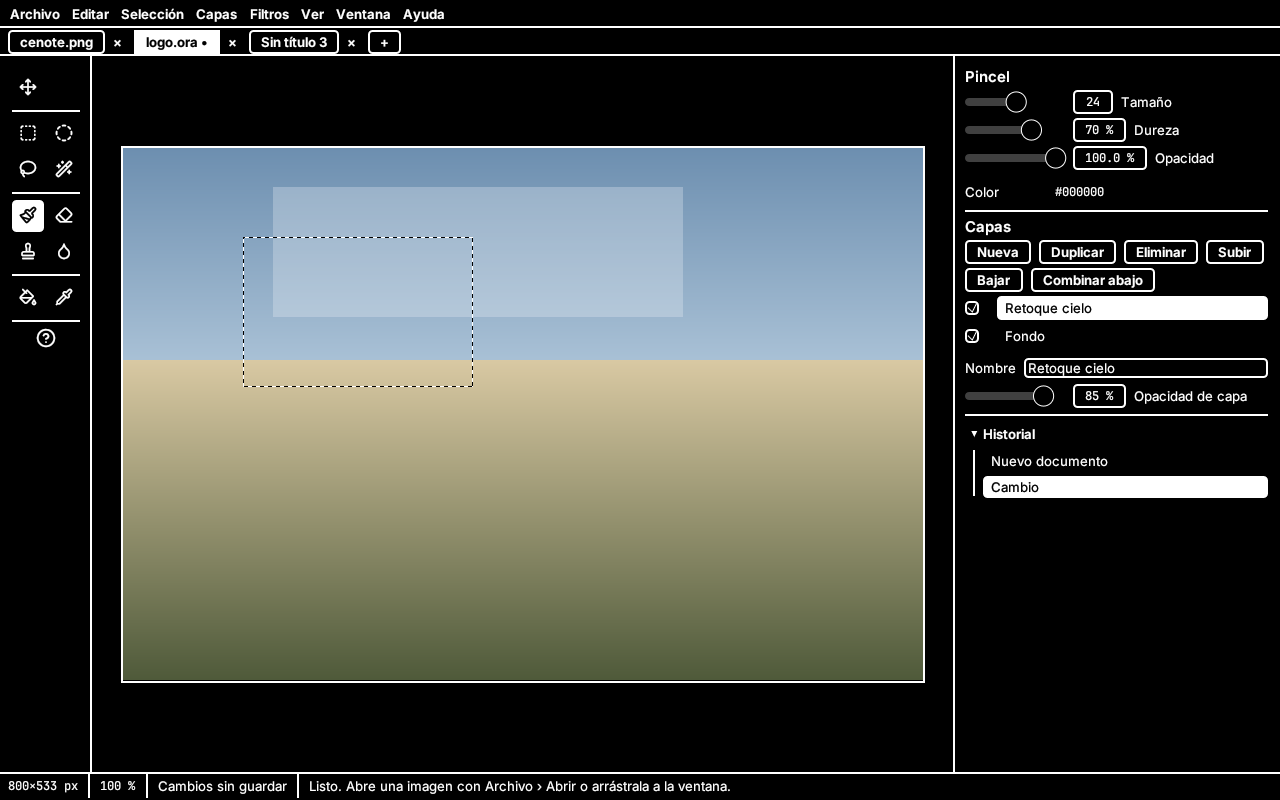 Archivo Editar Selección Capas Filtros Ver Ventana Ayuda
cenote.png × logo.ora • × Sin título 3 × +
Pincel
24 Tamaño
70 % Dureza
100.0 % Opacidad
Color #000000
Capas
Nueva Duplicar Eliminar Subir
Bajar Combinar abajo
Retoque cielo
Fondo
Nombre Retoque cielo
85 % Opacidad de capa
▾ Historial
Nuevo documento
Cambio
800×533 px 100 % Cambios sin guardar Listo. Abre una imagen con Archivo › Abrir o arrástrala a la ventana.